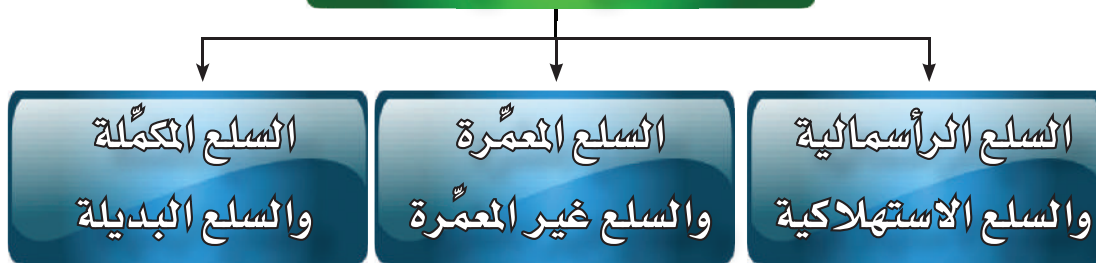 السلع الرأسمالية
والسلع الاستهلاكية
السلع المعمِّرة
والسلع غير المعمِّرة
السلع المكمِّلة
والسلع البديلة